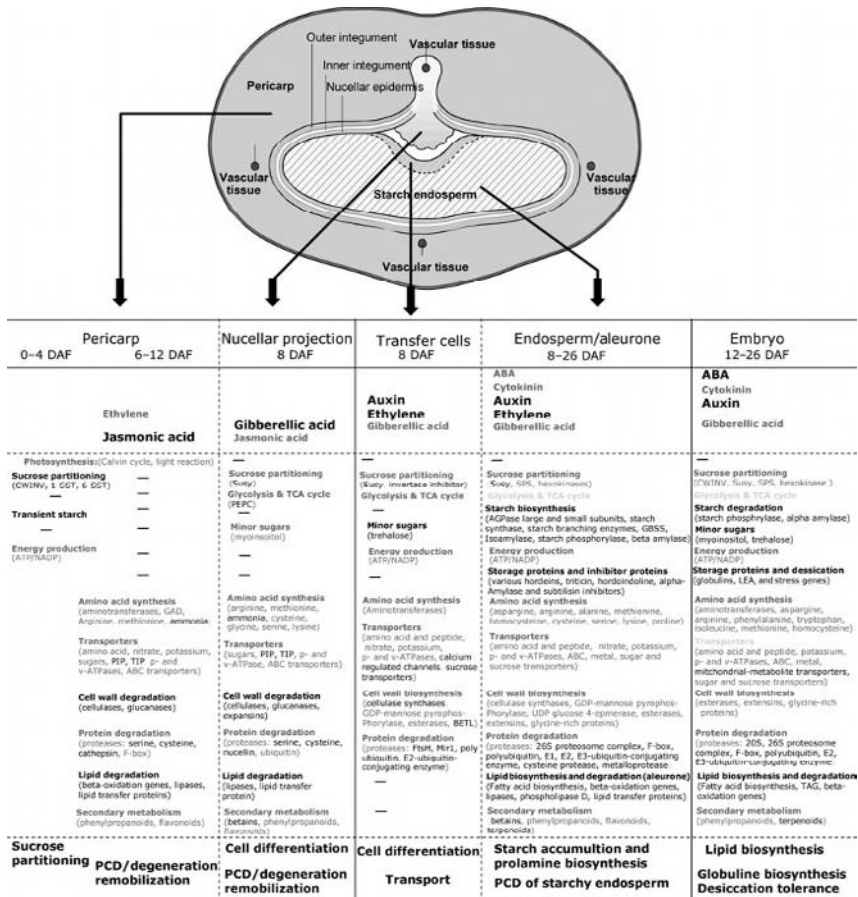 Outer integument
Vascular tissue
Inner integument
Pericarp
Nucellar epidermis
Vascular
tissue
Vascular
tissue
Starch endosperm
Vascular tissue
Pericarp
0–4 DAF 6–12 DAF
Nucellar projection
8 DAF
Transfer cells
8 DAF
Endosperm/aleurone
8–26 DAF
Embryo
12–26 DAF
Ethylene
Jasmonic acid
Gibberellic acid
Jasmonic acid
Auxin
Ethylene
Gibberellic acid
ABA
Cytokinin
Auxin
Ethylene
Gibberellic acid
ABA
Cytokinin
Auxin
Gibberellic acid
Photosynthesis:(Calvin cycle, light reaction)
Sucrose partitioning
(CWINV, 1 SST, 6 SST)
—
Transient starch
—
Energy production
(ATP/NADP)
—
—
—
—
—
Amino acid synthesis
(aminotransferases, GAD,
Arginine, methionine, ammonia
Transporters
(amino acid, nitrate, potassium,
sugars, PIP, TIP p- and
v-ATPase, ABC transporters)
Cell wall degradation
(cellulases, glucanases)
Protein degradation
(proteases: serine, cysteine,
cathepsin, F-box)
Lipid degradation
(beta-oxidation genes, lipases,
lipid transfer proteins)
Secondary metabolism
(phenylpropanoids, flavonoids)
—
Sucrose partitioning
(Susy)
Glycolysis & TCA cycle
(PEPC)
—
Minor sugars
(myoinsoitol)
—
—
Amino acid synthesis
(arginine, methionine,
ammonia, cysteine,
glycine, serine, lysine)
Transporters
(sugars, PIP, TIP, p- and
v-ATPase, ABC transporters)
Cell wall degradation
(cellulases, glucanases,
expansins)
Protein degradation
(proteases: serine, cysteine,
nucellin, ubiquitin)
Lipid degradation
(lipases, lipid transfer
protein)
Secondary metabolism
(betains, phenylpropanoids,
flavonoids)
—
Sucrose partitioning
(Susy, invertase inhibitor)
Glycolysis & TCA cycle
—
Minor sugars
(trehalose)
Energy production
(ATP/NADP)
—
Amino acid synthesis
(Aminotransferases)
Transporters
(amino acid and peptide,
nitrate, potassium,
p- and v-ATPases, calcium
regulated channels. sucrose
transporters)
Cell wall biosynthesis
(cellulase synthases
GDP-mannose pyrophos-
Phorylase, esterases, BETL)
Protein degradation
(proteases: FtsH, Mir1, poly
ubiquitin. E2-ubiquitin-
conjugating enzyme)
—
—
—
Sucrose partitioning
Susy, SPS, hexokinases)
Glycolysis & TCA cycle
Starch biosynthesis
(AGPase large and small subunits, starch
synthase, starch branching enzymes, GBSS,
Isoamylase, starch phosphorylase, beta amylase)
Energy production
(ATP/NADP)
Storage proteins and inhibitor proteins
(various hordeins, triticin, hordoindoline, alpha-
Amylase and subtilisin inhibitors)
Amino acid synthesis
(aspargine, arginine, alanine, methionine,
homocysteine, cysteine, serine, lysine, proline)
Transporters
(amino acid and peptide, nitrate, potassium,
p- and v-ATPases, ABC, metal, sugar and
sucrose transporters)
Cell wall biosynthesis
(cellulase synthases, GDP-mannose pyrophos-
Phorylase, UDP glucose 4-epmerase, esterases,
extensins, glycine-rich proteins)
Protein degradation
(proteases: 26S proteosome complex, F-box,
polyubiquitin, E1, E2, E3-ubiquitin-conjugating
enzyme, cysteine protease, metalloprotease
Lipid biosynthesis and degradation (aleurone)
(Fatty acid biosynthesis, beta-oxidation genes,
lipases, phospholipase D, lipid transfer proteins)
Secondary metabolism
betains, phenylpropanoids, flavonoids,
terpenoids)
—
Sucrose partitioning
(CWINV, Susy, SPS, hexokinase )
Glycolysis & TCA cycle
Starch degradation
(starch phosphrylase, alpha amylase)
Minor sugars
(myoinositol, trehalose)
Energy production
(ATP/NADP)
Storage proteins and dessication
(globulins, LEA, and stress genes)
Amino acid synthesis
(aminotransferases, aspargine,
arginine, phenylalanine, tryptophan,
isoleucine, methionine, homocysteine)
Transporters
(amino acid and peptide, potassium,
p- and v-ATPases, ABC, metal,
mitchondrial-metabolite transporters,
sugar and sucrose transporters)
Cell wall biosynthesis
(esterases, extensins, glycine-rich
proteins)
Protein degradation
(proteases: 20S, 26S proteosome
complex, F-box, polyubiquitin, E2,
E3-ubiquitin-conjugating enzyme)
Lipid biosynthesis and degradation
(Fatty acid biosynthesis, TAG, beta-
oxidation genes)
Secondary metabolism
(phenylpropanoids, terpenoids)
Sucrose
partitioning
PCD/degeneration
remobilization
Cell differentiation
PCD/degeneration
remobilization
Cell differentiation
Transport
Starch accumltion and
prolamine biosynthesis
PCD of starchy endosperm
Lipid biosynthesis
Globuline biosynthesis
Desiccation tolerance